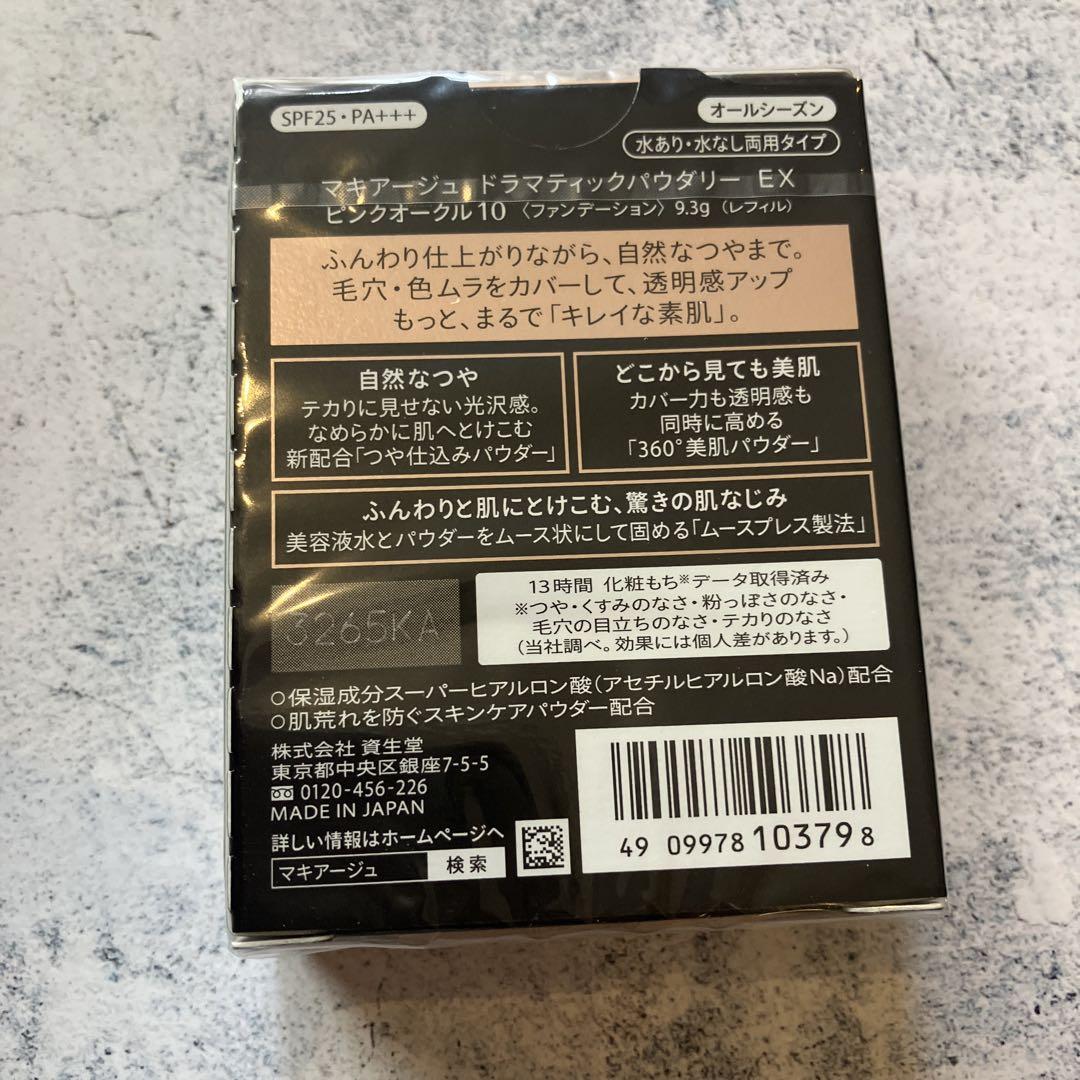 SPF25・PA+++
オールシーズン
水あり・水なし両用タイプ
マキアージュ ドラマティックパウダリー EX
ピンクオークル10 〈ファンデーション〉 9.3g （レフィル）
ふんわり仕上がりながら、自然なつやまで。
毛穴・色ムラをカバーして、透明感アップ
もっと、まるで「キレイな素肌」。
自然なつや
テカリに見せない光沢感。
なめらかに肌へとけこむ
新配合「つや仕込みパウダー」
どこから見ても美肌
カバー力も透明感も
同時に高める
「360°美肌パウダー」
ふんわりと肌にとけこむ、驚きの肌なじみ
美容液水とパウダーをムース状にして固める「ムースプレス製法」
3265KA
13時間 化粧もち※データ取得済み
※つや・くすみのなさ・粉っぽさのなさ・
毛穴の目立ちのなさ・テカりのなさ
（当社調べ。効果には個人差があります。）
○保湿成分スーパーヒアルロン酸（アセチルヒアルロン酸Na）配合
○肌荒れを防ぐスキンケアパウダー配合
株式会社 資生堂
東京都中央区銀座7-5-5
0120-456-226
MADE IN JAPAN
詳しい情報はホームページへ
マキアージュ 検索
49 09978 103798